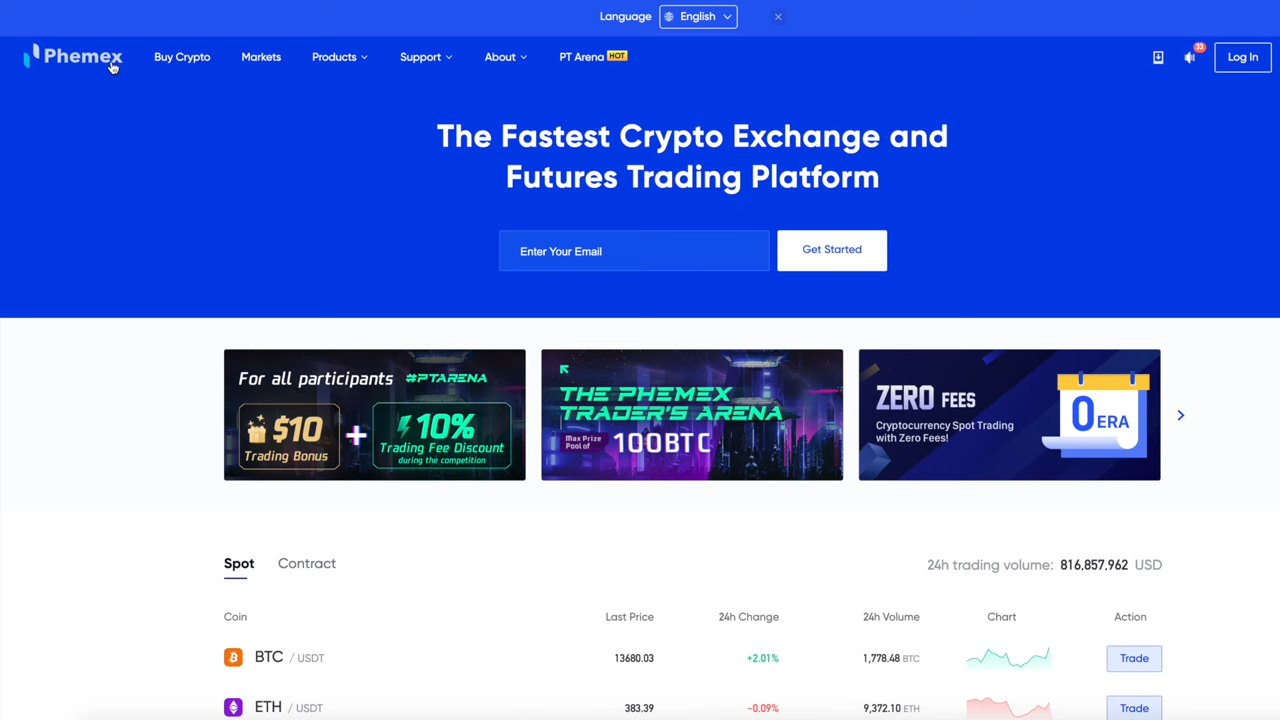 Language English
Phemex Buy Crypto Markets Products Support About PT Arena HOT 33 Log In
The Fastest Crypto Exchange and
Futures Trading Platform
Enter Your Email Get Started
For all participants #PTARENA
$10 + 10%
Trading Bonus Trading Fee Discount
during the competition
THE PHEMEX
TRADER'S ARENA
Max Prize
Pool of 100BTC
ZERO FEES
Cryptocurrency Spot Trading
with Zero Fees!
0 ERA
Spot Contract 24h trading volume: 816,857,962 USD
Coin Last Price 24h Change 24h Volume Chart Action
BTC / USDT 13680.03 +2.01% 1,778.48 BTC Trade
ETH / USDT 383.39 −0.09% 9,372.10 ETH Trade